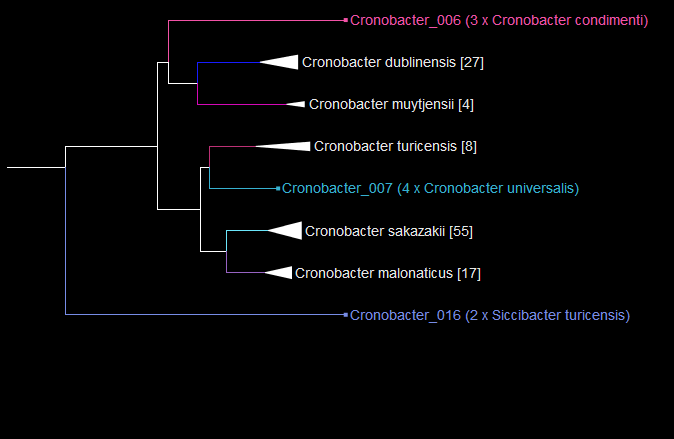 Cronobacter_006 (3 x Cronobacter condimenti)
Cronobacter dublinensis [27]
Cronobacter muytjensii [4]
Cronobacter turicensis [8]
Cronobacter_007 (4 x Cronobacter universalis)
Cronobacter sakazakii [55]
Cronobacter malonaticus [17]
Cronobacter_016 (2 x Siccibacter turicensis)